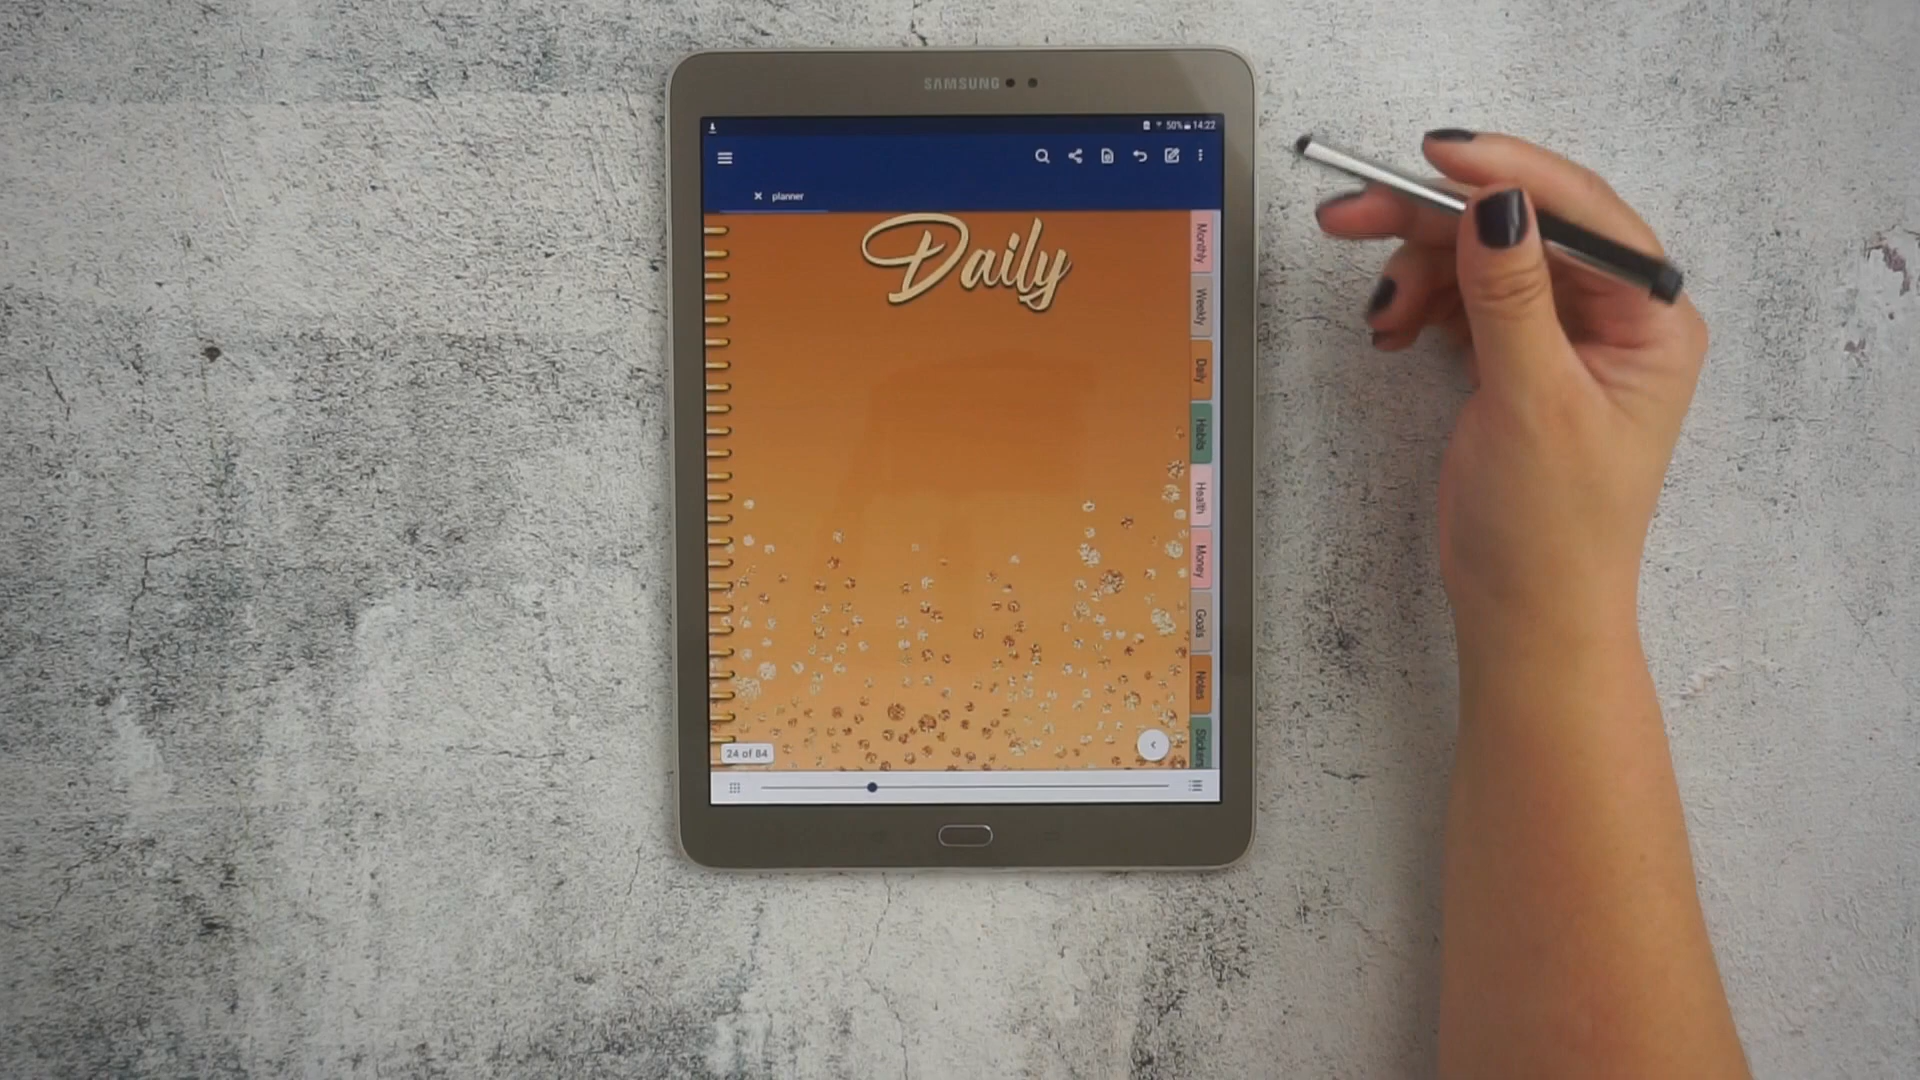 SAMSUNG
50% 14:22
planner
Daily
Monthly
Weekly
Daily
Habits
Health
Money
Goals
Notes
Stickers
24 of 84